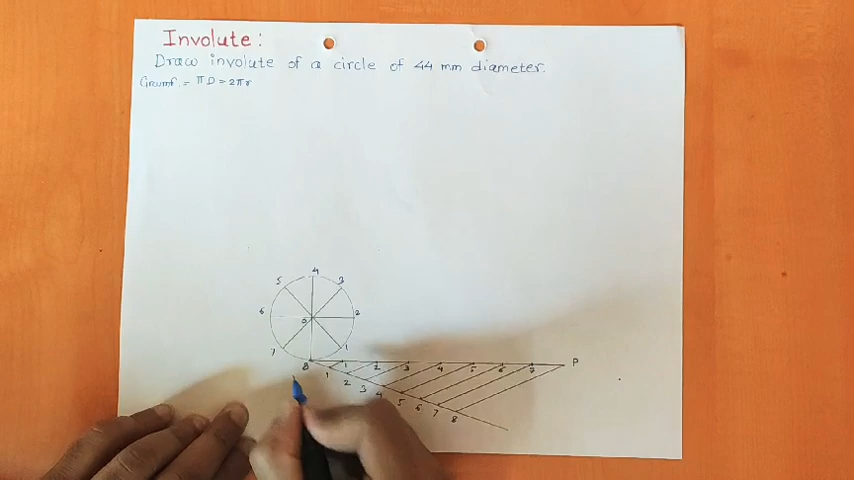 Involute:
Draw involute of a circle of 44 mm diameter.
Circumf. = πD = 2πr
4
5 3
6 O 2
7 1
8 1 2 3 4 5 6 7 P
1 2 3 4 5 6 7 8